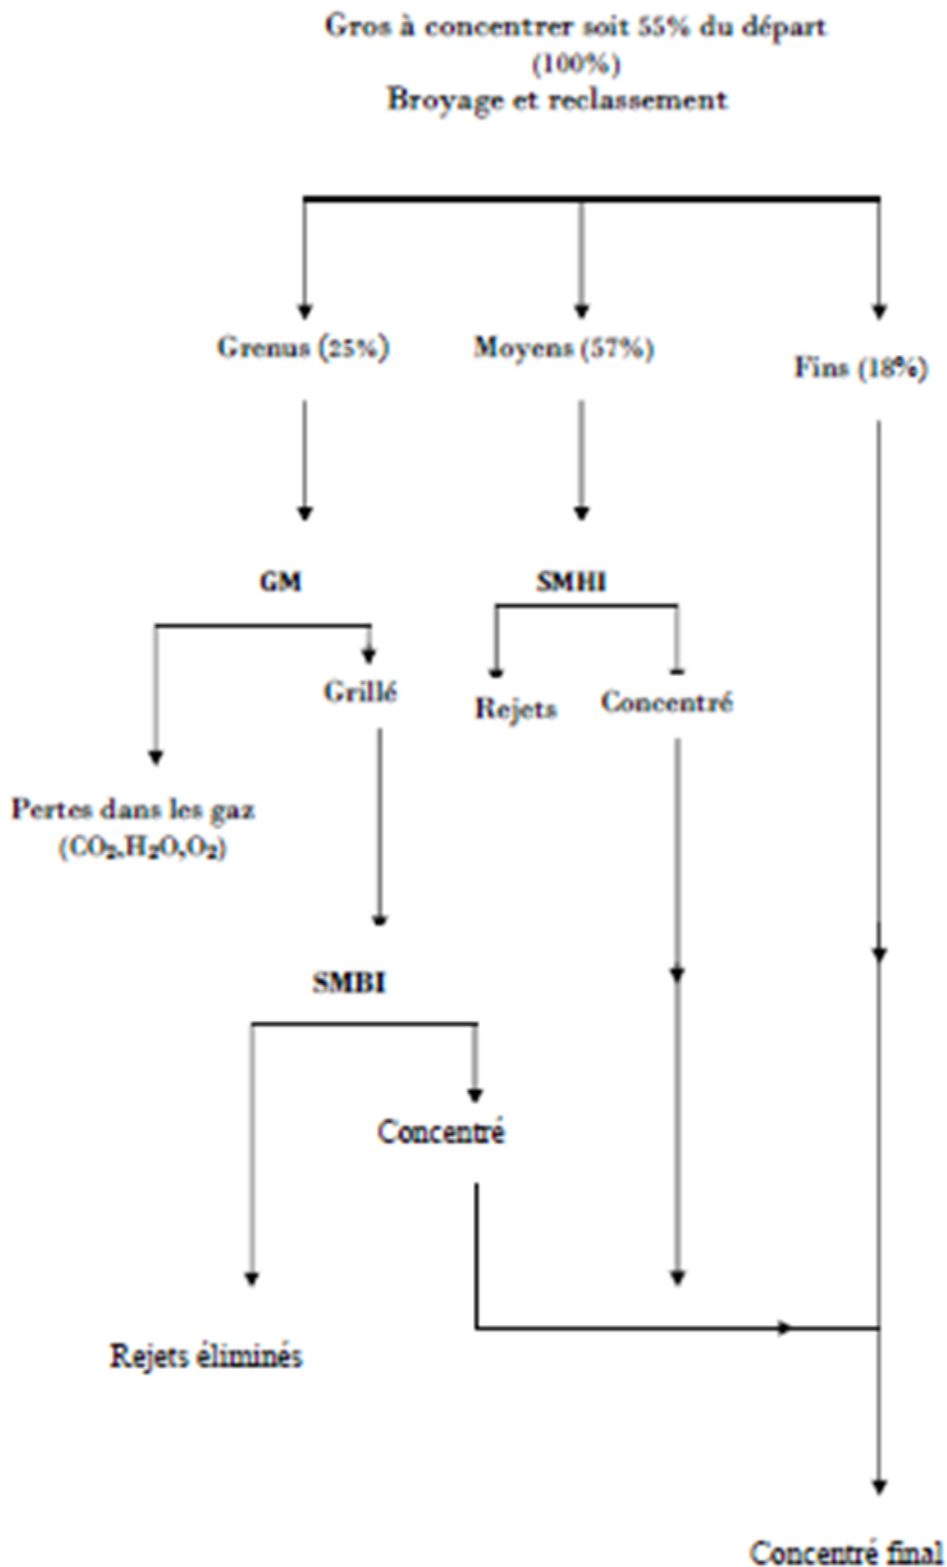 Gros à concentrer soit 55% du départ
(100%)
Broyage et reclassement
Grenus (25%)
Moyens (57%)
Fins (18%)
GM
SMHI
Grillé
Rejets
Concentré
Pertes dans les gaz
(CO₂,H₂O,O₂)
SMBI
Concentré
Rejets éliminés
Concentré final